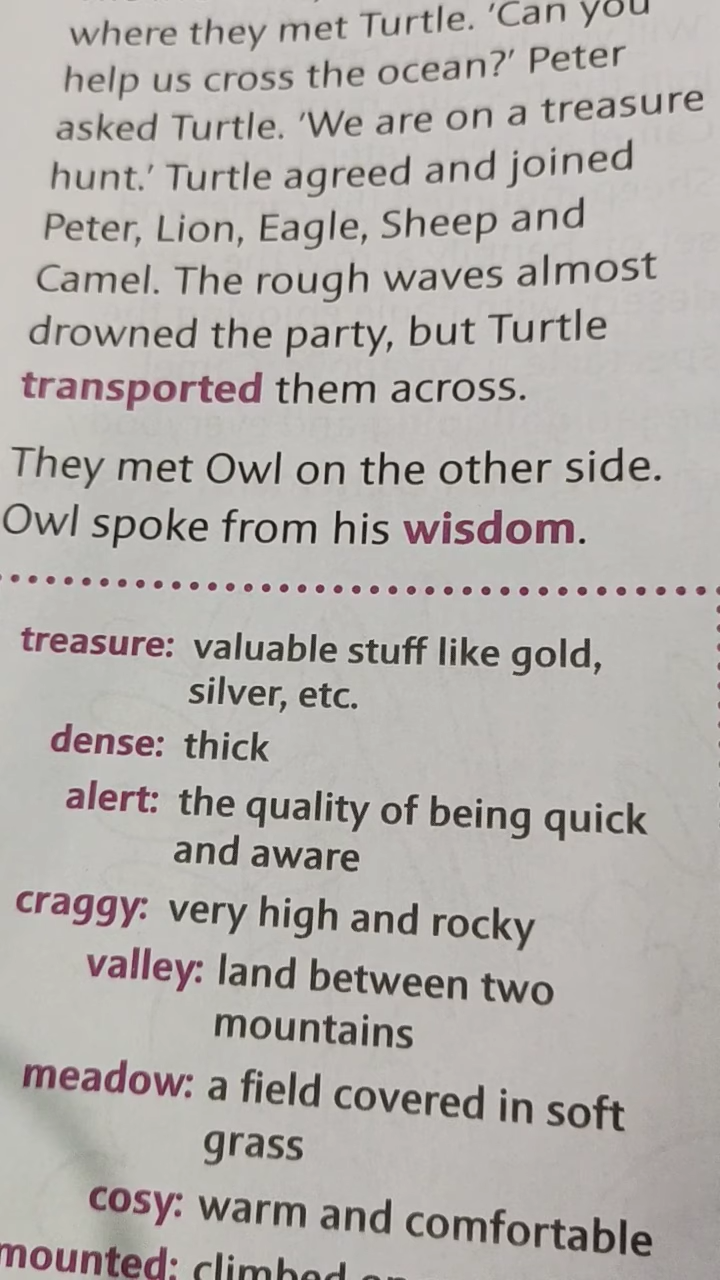 where they met Turtle. 'Can you
help us cross the ocean?' Peter
asked Turtle. 'We are on a treasure
hunt.' Turtle agreed and joined
Peter, Lion, Eagle, Sheep and
Camel. The rough waves almost
drowned the party, but Turtle
transported them across.
They met Owl on the other side.
Owl spoke from his wisdom.
treasure: valuable stuff like gold,
silver, etc.
dense: thick
alert: the quality of being quick
and aware
craggy: very high and rocky
valley: land between two
mountains
meadow: a field covered in soft
grass
cosy: warm and comfortable
mounted: climbed